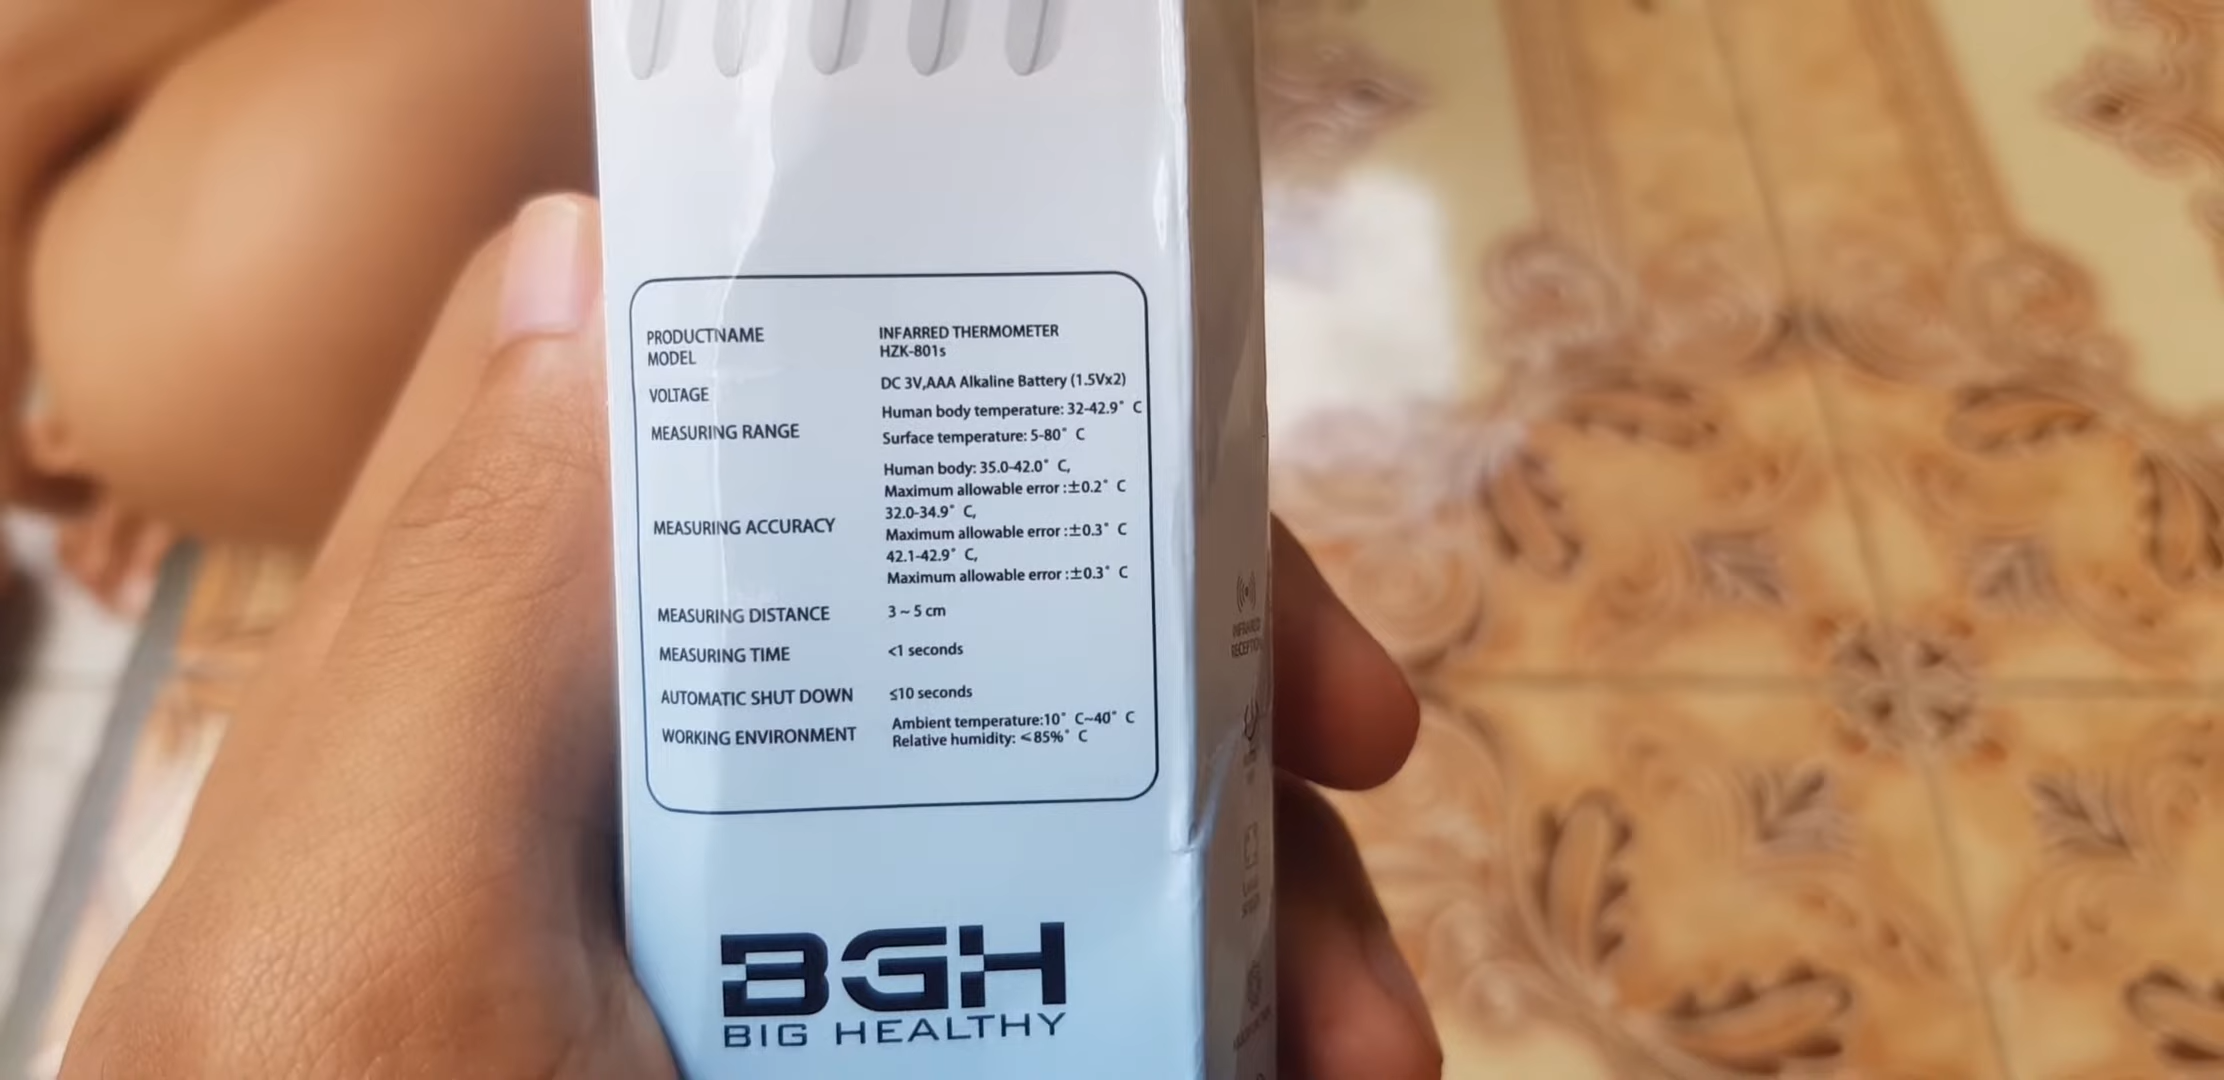 PRODUCTNAME INFARRED THERMOMETER
MODEL HZK-801s
VOLTAGE DC 3V,AAA Alkaline Battery (1.5Vx2)
MEASURING RANGE Human body temperature: 32-42.9° C
Surface temperature: 5-80° C
MEASURING ACCURACY Human body: 35.0-42.0° C,
Maximum allowable error :±0.2° C
32.0-34.9° C,
Maximum allowable error :±0.3° C
42.1-42.9° C,
Maximum allowable error :±0.3° C
MEASURING DISTANCE 3 ~ 5 cm
MEASURING TIME <1 seconds
AUTOMATIC SHUT DOWN ≤10 seconds
WORKING ENVIRONMENT Ambient temperature:10° C~40° C
Relative humidity: <85%° C
BGH
BIG HEALTHY
INFRARED
RECEPTION